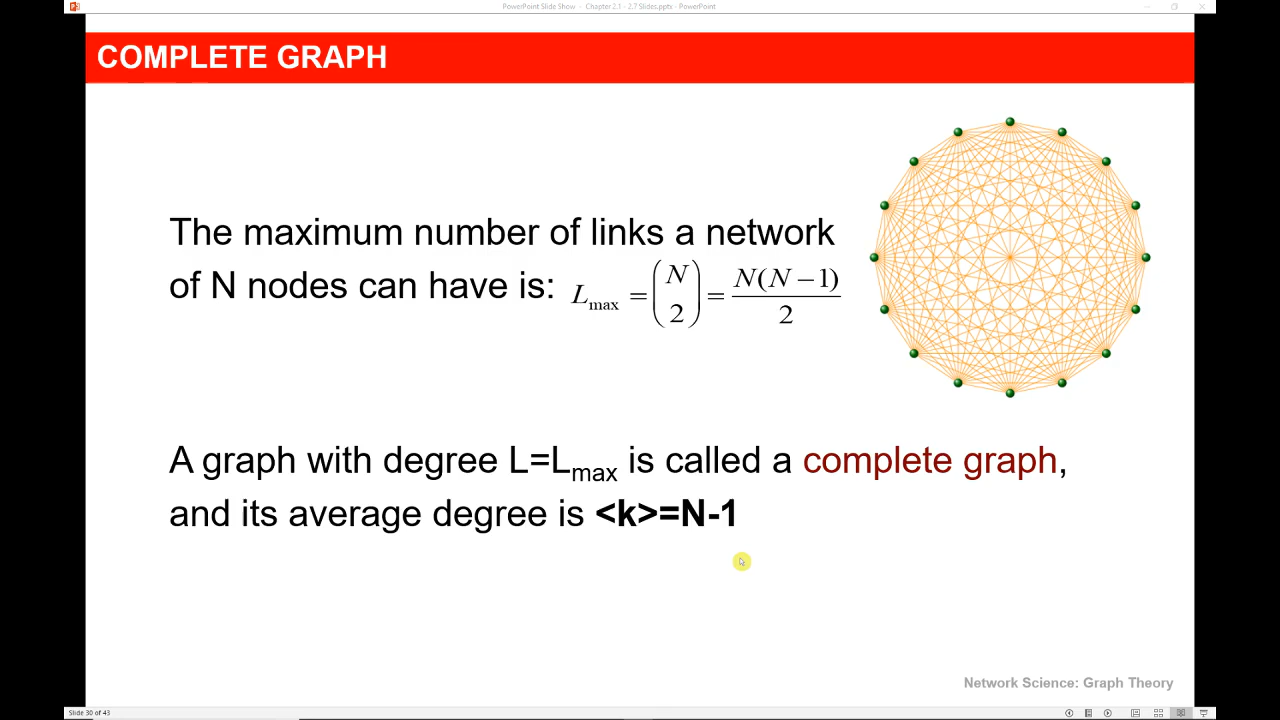 PowerPoint Slide Show - Chapter 2.1 - 2.7 Slides.pptx - PowerPoint
COMPLETE GRAPH
The maximum number of links a network
of N nodes can have is: L_max = (N 2) = N(N−1)/2
A graph with degree L=L_max is called a complete graph,
and its average degree is <k>=N-1
Network Science: Graph Theory
Slide 30 of 43